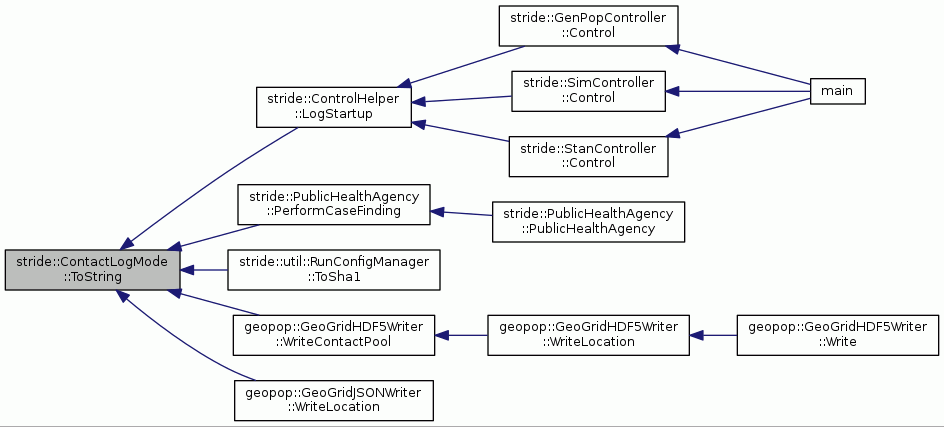 stride::GenPopController
::Control
stride::SimController
::Control
main
stride::ControlHelper
::LogStartup
stride::StanController
::Control
stride::PublicHealthAgency
::PerformCaseFinding
stride::PublicHealthAgency
::PublicHealthAgency
stride::ContactLogMode
::ToString
stride::util::RunConfigManager
::ToSha1
geopop::GeoGridHDF5Writer
::WriteContactPool
geopop::GeoGridHDF5Writer
::WriteLocation
geopop::GeoGridHDF5Writer
::Write
geopop::GeoGridJSONWriter
::WriteLocation